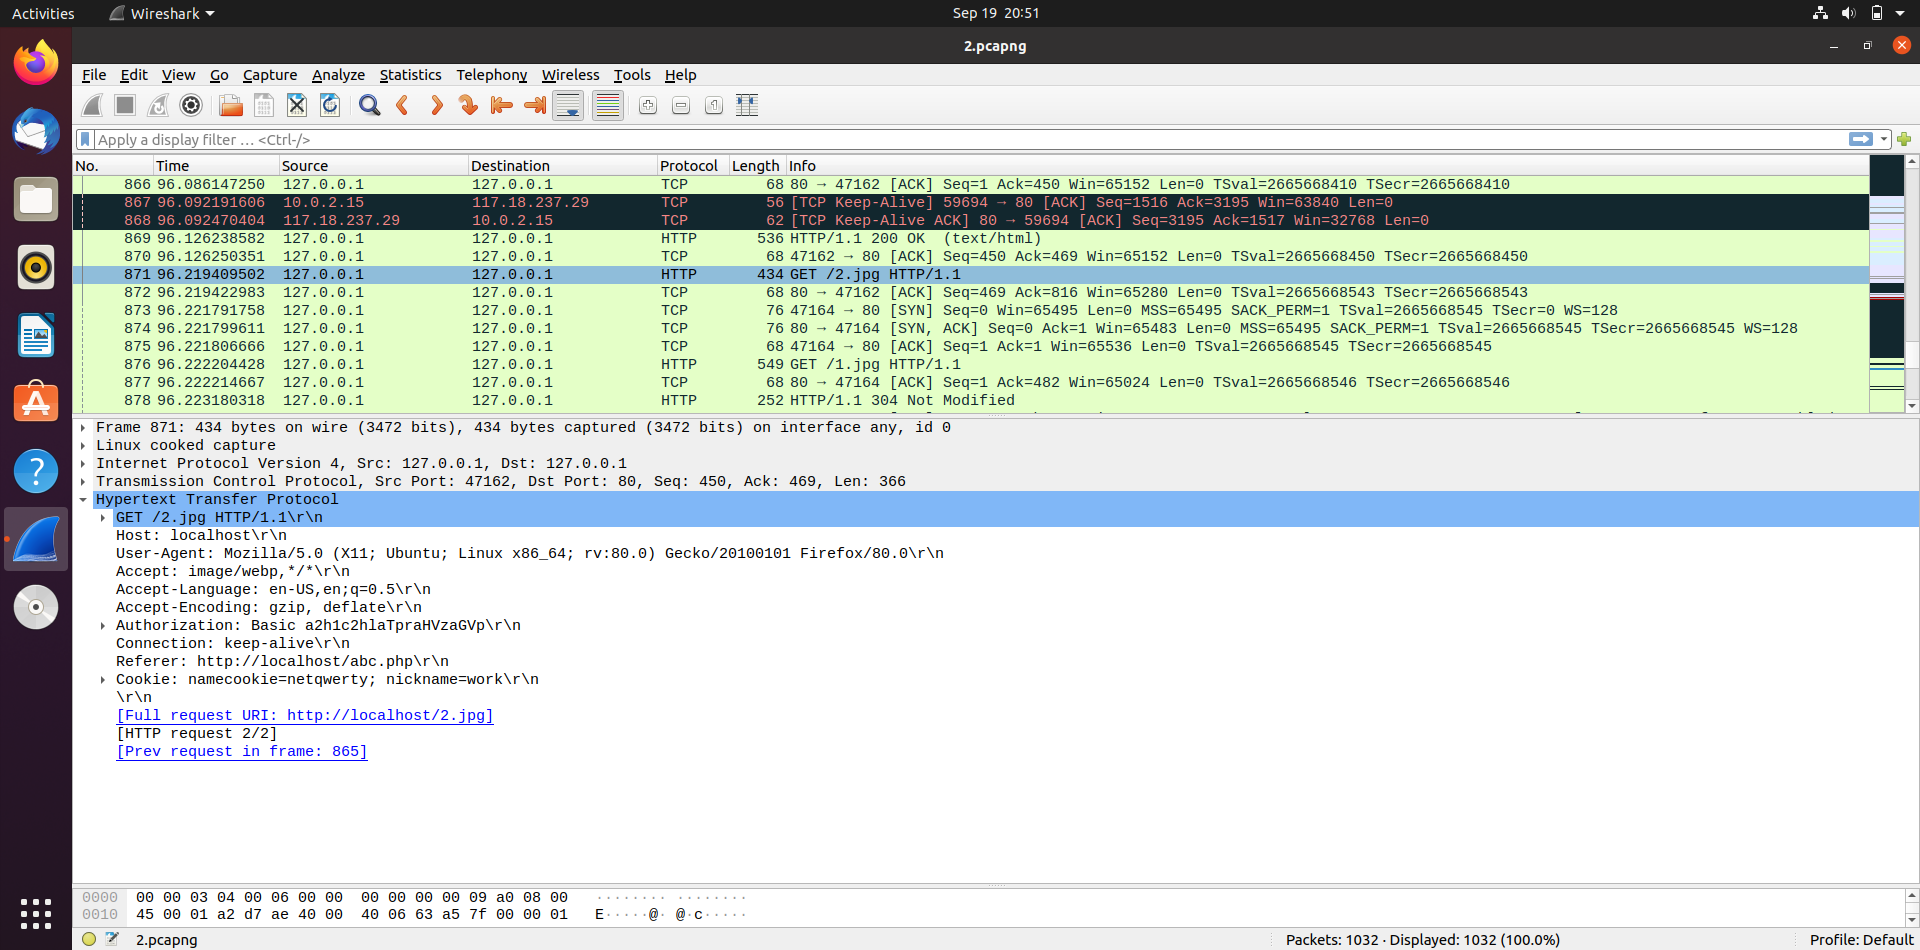 Activities Wireshark Sep 19 20:51
2.pcapng
File Edit View Go Capture Analyze Statistics Telephony Wireless Tools Help
Apply a display filter … <Ctrl-/>
No. Time Source Destination Protocol Length Info
866 96.086147250 127.0.0.1 127.0.0.1 TCP 68 80 → 47162 [ACK] Seq=1 Ack=450 Win=65152 Len=0 TSval=2665668410 TSecr=2665668410
867 96.092191606 10.0.2.15 117.18.237.29 TCP 56 [TCP Keep-Alive] 59694 → 80 [ACK] Seq=1516 Ack=3195 Win=63840 Len=0
868 96.092470404 117.18.237.29 10.0.2.15 TCP 62 [TCP Keep-Alive ACK] 80 → 59694 [ACK] Seq=3195 Ack=1517 Win=32768 Len=0
869 96.126238582 127.0.0.1 127.0.0.1 HTTP 536 HTTP/1.1 200 OK (text/html)
870 96.126250351 127.0.0.1 127.0.0.1 TCP 68 47162 → 80 [ACK] Seq=450 Ack=469 Win=65152 Len=0 TSval=2665668450 TSecr=2665668450
871 96.219409502 127.0.0.1 127.0.0.1 HTTP 434 GET /2.jpg HTTP/1.1
872 96.219422983 127.0.0.1 127.0.0.1 TCP 68 80 → 47162 [ACK] Seq=469 Ack=816 Win=65280 Len=0 TSval=2665668543 TSecr=2665668543
873 96.221791758 127.0.0.1 127.0.0.1 TCP 76 47164 → 80 [SYN] Seq=0 Win=65495 Len=0 MSS=65495 SACK_PERM=1 TSval=2665668545 TSecr=0 WS=128
874 96.221799611 127.0.0.1 127.0.0.1 TCP 76 80 → 47164 [SYN, ACK] Seq=0 Ack=1 Win=65483 Len=0 MSS=65495 SACK_PERM=1 TSval=2665668545 TSecr=2665668545 WS=128
875 96.221806666 127.0.0.1 127.0.0.1 TCP 68 47164 → 80 [ACK] Seq=1 Ack=1 Win=65536 Len=0 TSval=2665668545 TSecr=2665668545
876 96.222204428 127.0.0.1 127.0.0.1 HTTP 549 GET /1.jpg HTTP/1.1
877 96.222214667 127.0.0.1 127.0.0.1 TCP 68 80 → 47164 [ACK] Seq=1 Ack=482 Win=65024 Len=0 TSval=2665668546 TSecr=2665668546
878 96.223180318 127.0.0.1 127.0.0.1 HTTP 252 HTTP/1.1 304 Not Modified
Frame 871: 434 bytes on wire (3472 bits), 434 bytes captured (3472 bits) on interface any, id 0
Linux cooked capture
Internet Protocol Version 4, Src: 127.0.0.1, Dst: 127.0.0.1
Transmission Control Protocol, Src Port: 47162, Dst Port: 80, Seq: 450, Ack: 469, Len: 366
Hypertext Transfer Protocol
GET /2.jpg HTTP/1.1\r\n
Host: localhost\r\n
User-Agent: Mozilla/5.0 (X11; Ubuntu; Linux x86_64; rv:80.0) Gecko/20100101 Firefox/80.0\r\n
Accept: image/webp,*/*\r\n
Accept-Language: en-US,en;q=0.5\r\n
Accept-Encoding: gzip, deflate\r\n
Authorization: Basic a2h1c2hlaTpraHVzaGVp\r\n
Connection: keep-alive\r\n
Referer: http://localhost/abc.php\r\n
Cookie: namecookie=netqwerty; nickname=work\r\n
\r\n
[Full request URI: http://localhost/2.jpg]
[HTTP request 2/2]
[Prev request in frame: 865]
0000 00 00 03 04 00 06 00 00 00 00 00 00 09 a0 08 00 ········ ········
0010 45 00 01 a2 d7 ae 40 00 40 06 63 a5 7f 00 00 01 E·····@· @·c·····
2.pcapng Packets: 1032 · Displayed: 1032 (100.0%) Profile: Default